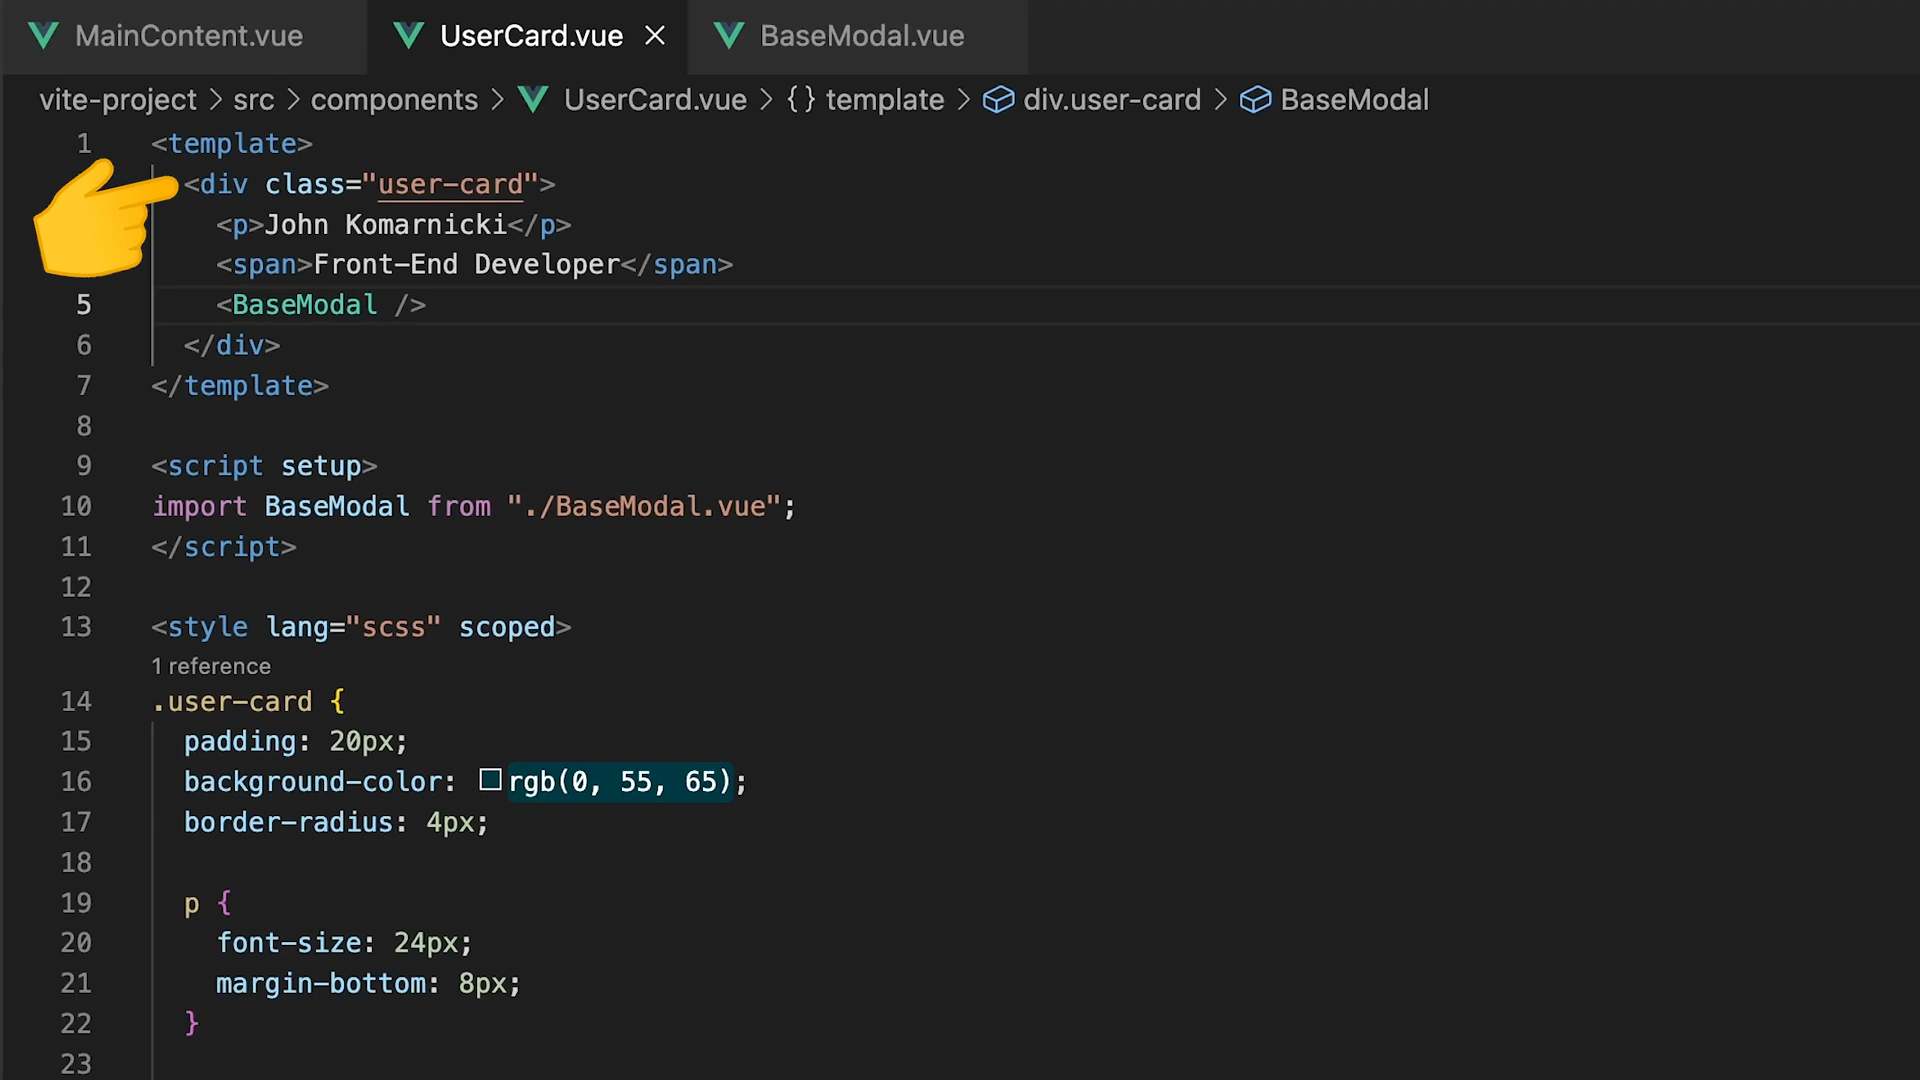 MainContent.vue UserCard.vue BaseModal.vue
vite-project > src > components > UserCard.vue > {} template > div.user-card > BaseModal
1 <template>
<div class="user-card">
<p>John Komarnicki</p>
<span>Front-End Developer</span>
5 <BaseModal />
6 </div>
7 </template>
8
9 <script setup>
10 import BaseModal from "./BaseModal.vue";
11 </script>
12
13 <style lang="scss" scoped>
1 reference
14 .user-card {
15 padding: 20px;
16 background-color: rgb(0, 55, 65);
17 border-radius: 4px;
18
19 p {
20 font-size: 24px;
21 margin-bottom: 8px;
22 }
23